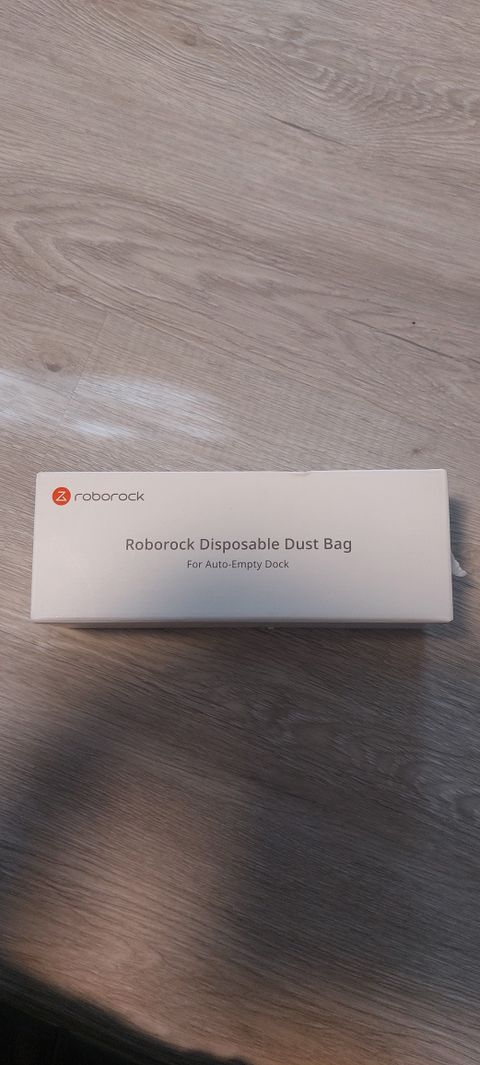 roborock
Roborock Disposable Dust Bag
For Auto-Empty Dock